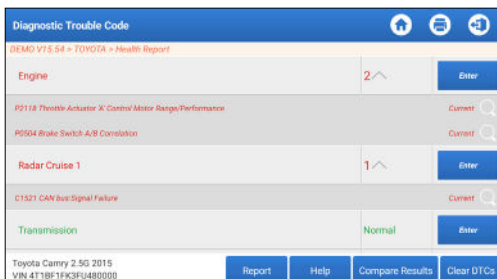 Diagnostic Trouble Code
DEMO V15.54 > TOYOTA > Health Report
Engine 2 Enter
P2118 Throttle Actuator 'A' Control Motor Range/Performance Current
P0504 Brake Switch A/B Correlation Current
Radar Cruise 1 1 Enter
C1521 CAN bus Signal Failure Current
Transmission Normal Enter
Toyota Camry 2.5G 2015
VIN 4T1BF1FK3FU480000
Report Help Compare Results Clear DTCs